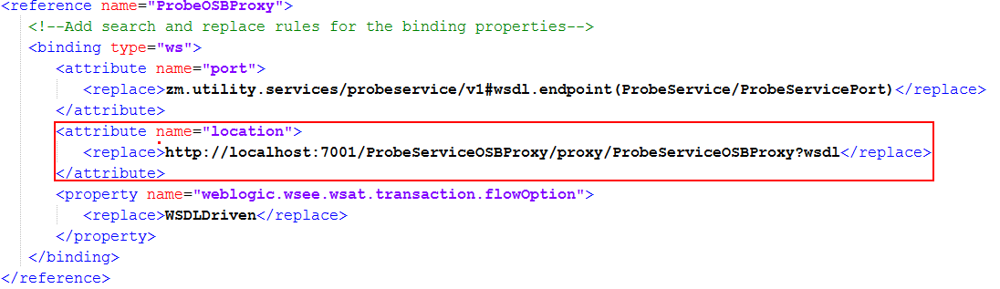 <reference name="ProbeOSBProxy">
<!--Add search and replace rules for the binding properties-->
<binding type="ws">
<attribute name="port">
<replace>zm.utility.services/probeservice/v1#wsdl.endpoint(ProbeService/ProbeServicePort)</replace>
</attribute>
<attribute name="location">
<replace>http://localhost:7001/ProbeServiceOSBProxy/proxy/ProbeServiceOSBProxy?wsdl</replace>
</attribute>
<property name="weblogic.wsee.wsat.transaction.flowOption">
<replace>WSDLDriven</replace>
</property>
</binding>
</reference>